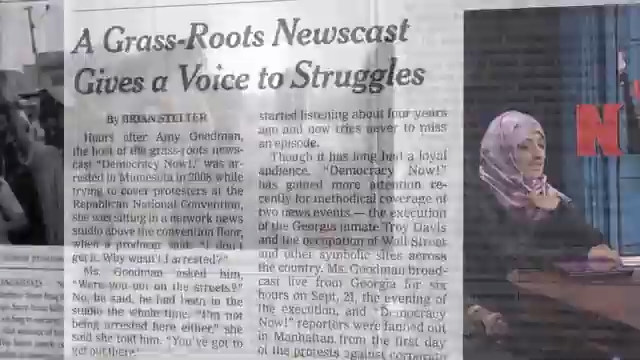 A Grass-Roots Newscast
Gives a Voice to Struggles
By BRIAN STELTER
Hours after Amy Goodman,
the host of the grass-roots news-
cast "Democracy Now!," was ar-
rested in Minnesota in 2008 while
trying to cover protesters at the
Republican National Convention,
she was sitting in a network news
studio above the convention floor,
when a producer said: "I don't
get it. Why wasn't I arrested?"
Ms. Goodman asked him,
"Were you out on the streets?"
No, he said, he had been in the
studio the whole time. "I'm not
being arrested here either," she
said she told him. "You've got to
get out there."
started listening about four years
ago and now tries never to miss
an episode.
Though it has long had a loyal
audience, "Democracy Now!"
has gained more attention re-
cently for methodical coverage of
two news events — the execution
of the Georgia inmate Troy Davis
and the occupation of Wall Street
and other symbolic sites across
the country. Ms. Goodman broad-
cast live from Georgia for six
hours on Sept. 21, the evening of
the execution, and "Democracy
Now!" reporters were fanned out
in Manhattan from the first day
of the protests against corporate
N